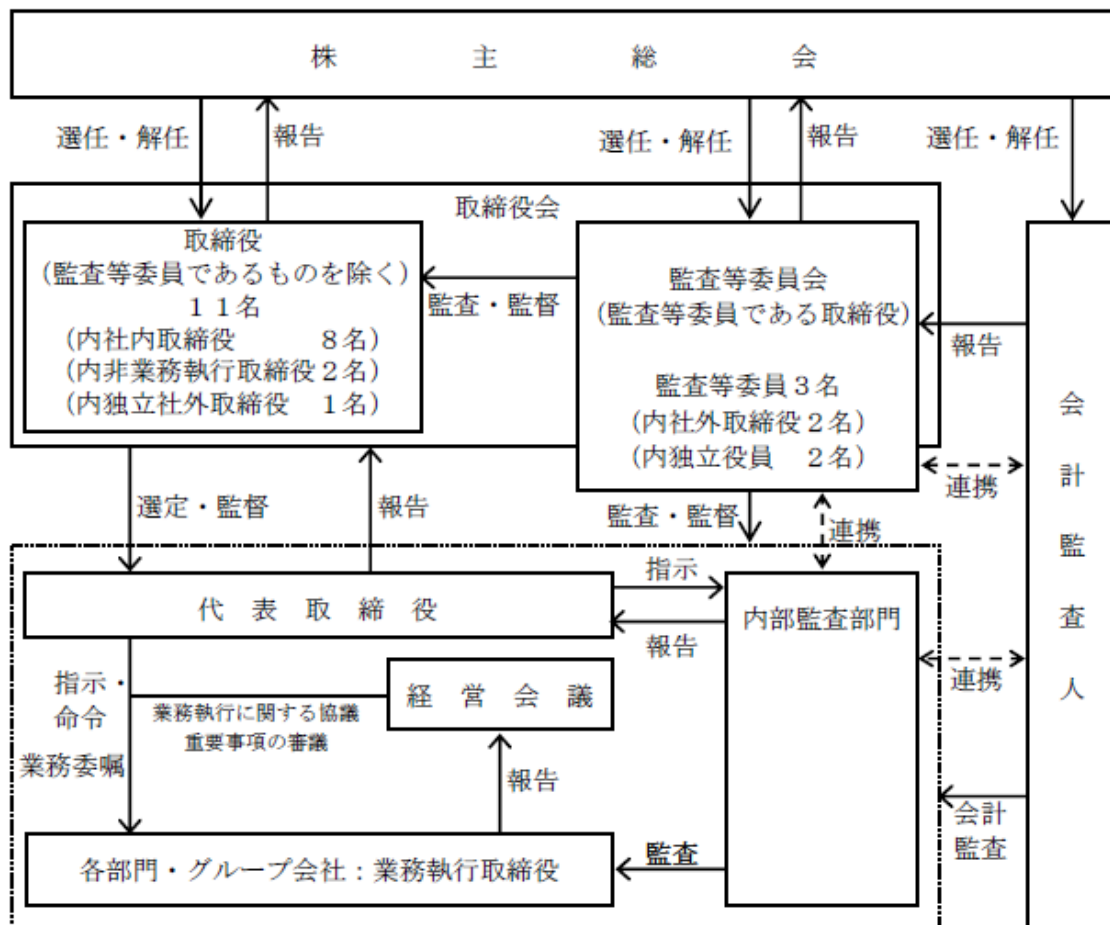 株主総会
選任・解任
報告
選任・解任
報告
選任・解任
取締役会
取締役
(監査等委員であるものを除く)
11名
(内社内取締役 8名)
(内非業務執行取締役2名)
(内独立社外取締役 1名)
監査・監督
監査等委員会
(監査等委員である取締役)
監査等委員3名
(内社外取締役2名)
(内独立役員 2名)
報告
会計監査人
連携
選定・監督
報告
監査・監督
連携
代表取締役
指示
報告
内部監査部門
連携
指示・
命令
業務委嘱
業務執行に関する協議
重要事項の審議
経営会議
報告
会計
監査
各部門・グループ会社:業務執行取締役
監査